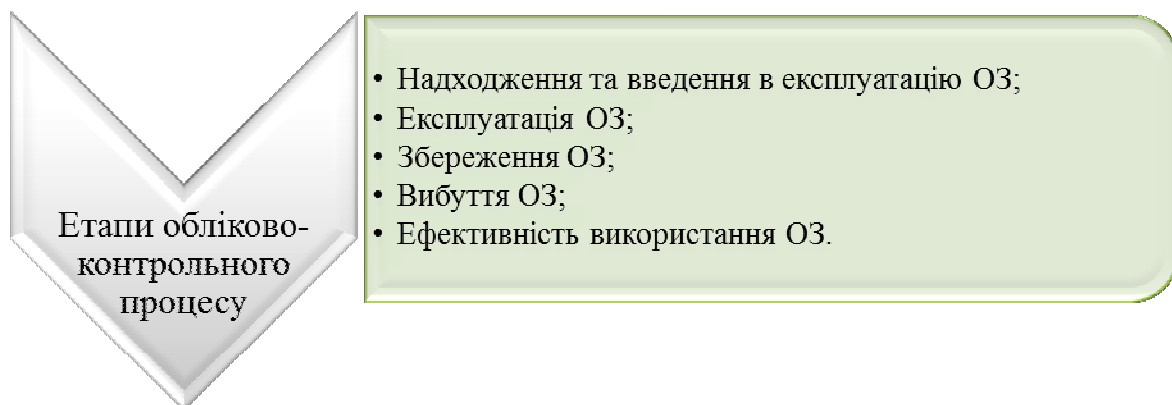 Етапи обліково-
контрольного
процесу
• Надходження та введення в експлуатацію ОЗ;
• Експлуатація ОЗ;
• Збереження ОЗ;
• Вибуття ОЗ;
• Ефективність використання ОЗ.